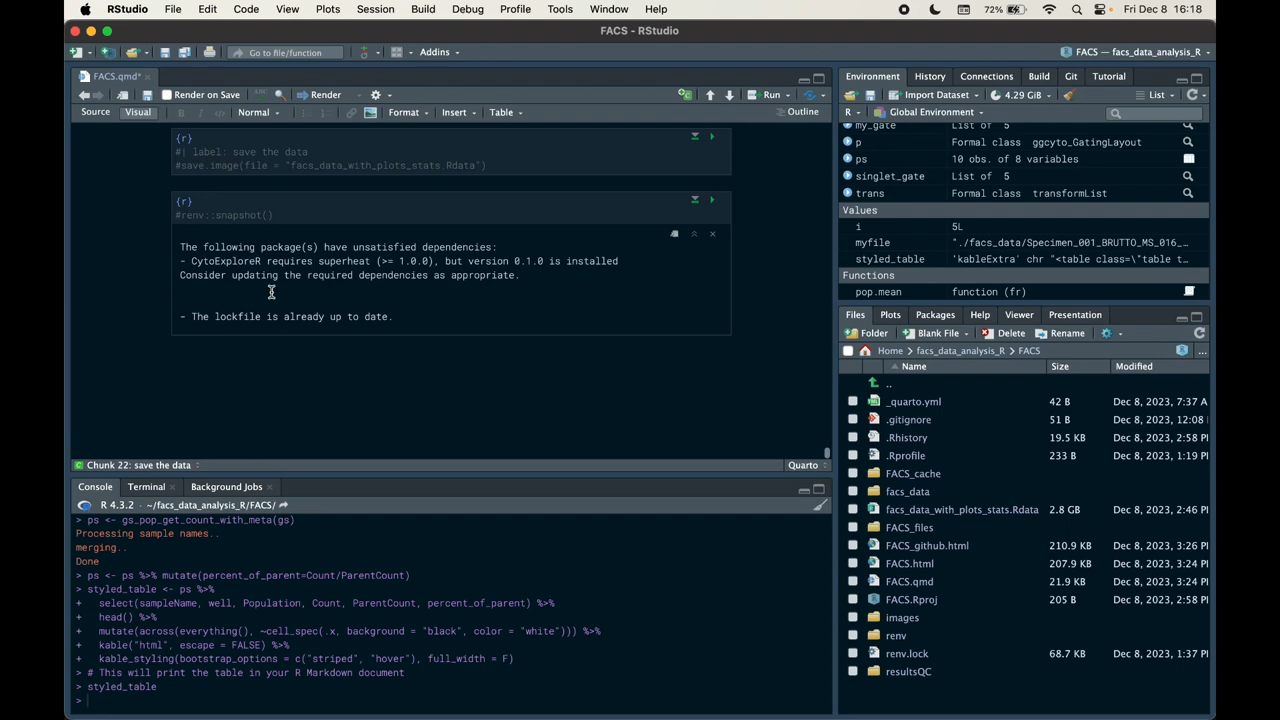 RStudio File Edit Code View Plots Session Build Debug Profile Tools Window Help 72% Fri Dec 8 16:18
FACS - RStudio
Go to file/function Addins FACS — facs_data_analysis_R
FACS.qmd*
Render on Save ABC Render Run
Source Visual B I Normal Format Insert Table Outline
{r}
#| label: save the data
#save.image(file = "facs_data_with_plots_stats.Rdata")
{r}
#renv::snapshot()
The following package(s) have unsatisfied dependencies:
- CytoExploreR requires superheat (>= 1.0.0), but version 0.1.0 is installed
Consider updating the required dependencies as appropriate.
- The lockfile is already up to date.
Chunk 22: save the data Quarto
Console Terminal Background Jobs
R 4.3.2 · ~/facs_data_analysis_R/FACS/
> ps <- gs_pop_get_count_with_meta(gs)
Processing sample names..
merging..
Done
> ps <- ps %>% mutate(percent_of_parent=Count/ParentCount)
> styled_table <- ps %>%
+ select(sampleName, well, Population, Count, ParentCount, percent_of_parent) %>%
+ head() %>%
+ mutate(across(everything(), ~cell_spec(.x, background = "black", color = "white"))) %>%
+ kable("html", escape = FALSE) %>%
+ kable_styling(bootstrap_options = c("striped", "hover"), full_width = F)
> # This will print the table in your R Markdown document
> styled_table
>
Environment History Connections Build Git Tutorial
Import Dataset 4.29 GiB List
R Global Environment
my_gate List of 5
p Formal class ggcyto_GatingLayout
ps 10 obs. of 8 variables
singlet_gate List of 5
trans Formal class transformList
Values
i 5L
myfile "./facs_data/Specimen_001_BRUTTO_MS_016_…
styled_table 'kableExtra' chr "<table class=\"table t…
Functions
pop.mean function (fr)
Files Plots Packages Help Viewer Presentation
Folder Blank File Delete Rename
Home > facs_data_analysis_R > FACS ...
Name Size Modified
..
_quarto.yml 42 B Dec 8, 2023, 7:37 A
.gitignore 51 B Dec 8, 2023, 12:08
.Rhistory 19.5 KB Dec 8, 2023, 2:58 P
.Rprofile 233 B Dec 8, 2023, 1:19 P
FACS_cache
facs_data
facs_data_with_plots_stats.Rdata 2.8 GB Dec 8, 2023, 2:46 P
FACS_files
FACS_github.html 210.9 KB Dec 8, 2023, 3:26 P
FACS.html 207.9 KB Dec 8, 2023, 3:24 P
FACS.qmd 21.9 KB Dec 8, 2023, 3:24 P
FACS.Rproj 205 B Dec 8, 2023, 2:58 P
images
renv
renv.lock 68.7 KB Dec 8, 2023, 1:37 P
resultsQC